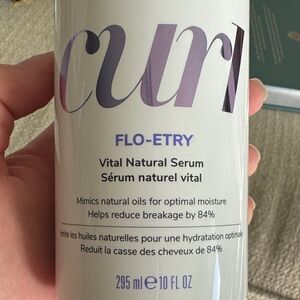 curl
FLO-ETRY
Vital Natural Serum
Sérum naturel vital
Mimics natural oils for optimal moisture
Helps reduce breakage by 84%
les huiles naturelles pour une hydratation
Réduit la casse des cheveux de 84%
295 ml ℮ 10 FL OZ